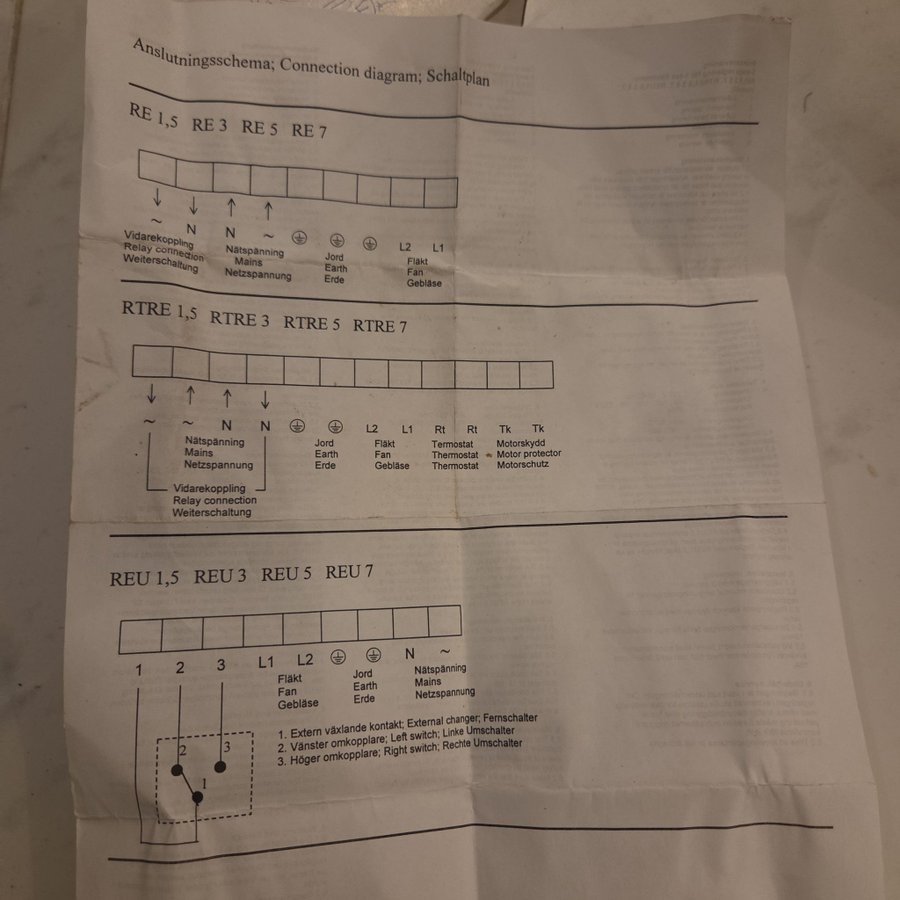 Anslutningsschema; Connection diagram; Schaltplan
RE 1,5 RE 3 RE 5 RE 7
~ N N ~ L2 L1
Vidarekoppling Nätspänning Jord Fläkt
Relay connection Mains Earth Fan
Weiterschaltung Netzspannung Erde Gebläse
RTRE 1,5 RTRE 3 RTRE 5 RTRE 7
~ ~ N N L2 L1 Rt Rt Tk Tk
Nätspänning Jord Fläkt Termostat Motorskydd
Mains Earth Fan Thermostat Motor protector
Netzspannung Erde Gebläse Thermostat Motorschutz
Vidarekoppling
Relay connection
Weiterschaltung
REU 1,5 REU 3 REU 5 REU 7
1 2 3 L1 L2 N ~
Fläkt Jord Nätspänning
Fan Earth Mains
Gebläse Erde Netzspannung
1. Extern växlande kontakt; External changer; Fernschalter
2. Vänster omkopplare; Left switch; Linke Umschalter
3. Höger omkopplare; Right switch; Rechte Umschalter
2 3
1